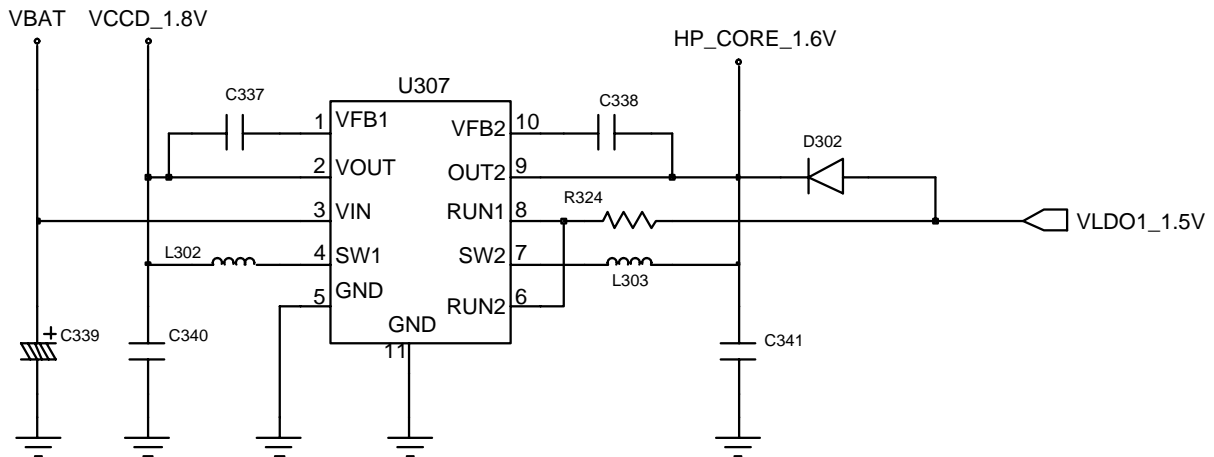 VBAT
VCCD_1.8V
HP_CORE_1.6V
U307
C337
C338
1 VFB1
VFB2 10
D302
2 VOUT
OUT2 9
R324
3 VIN
RUN1 8
VLDO1_1.5V
L302
4 SW1
SW2 7
L303
5 GND
RUN2 6
GND
11
+
C339
C340
C341